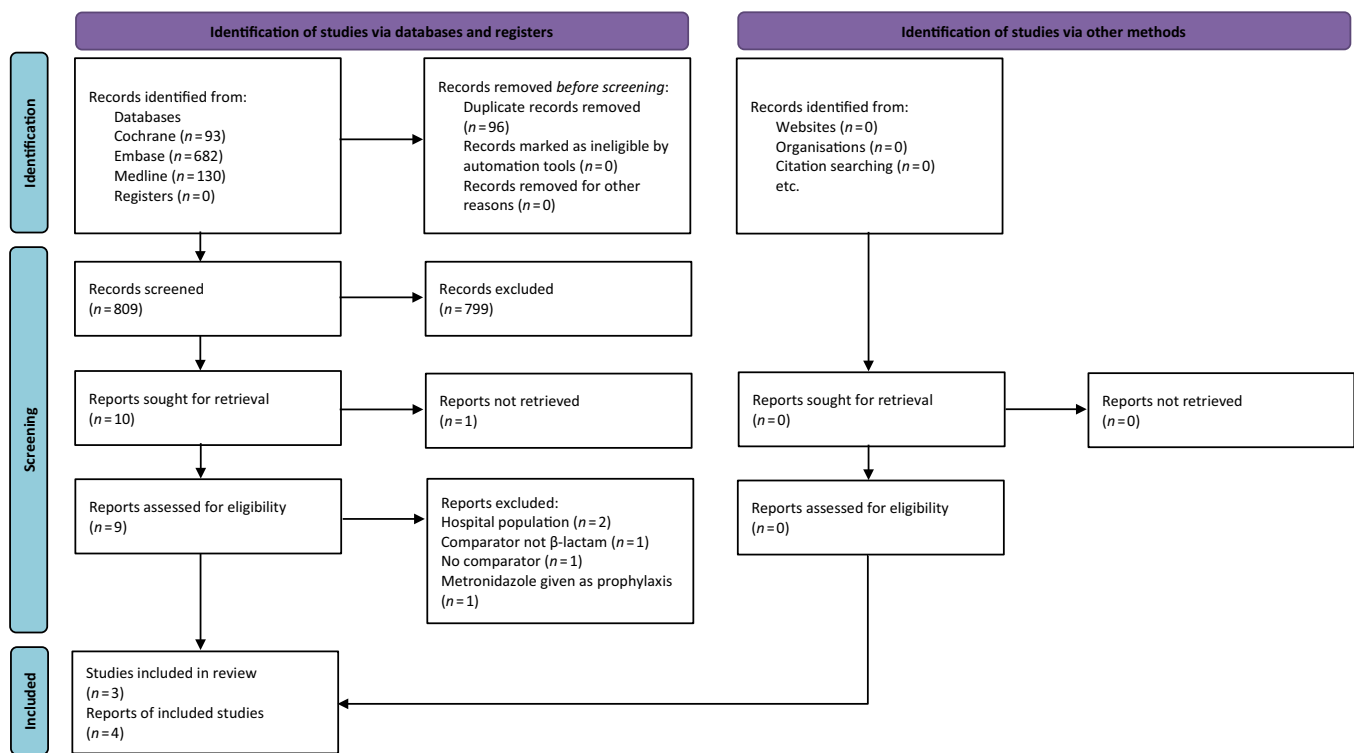 Identification of studies via databases and registers
Identification of studies via other methods
Identification
Records identified from:
Databases
Cochrane (n=93)
Embase (n=682)
Medline (n=130)
Registers (n=0)
Records removed before screening:
Duplicate records removed
(n=96)
Records marked as ineligible by
automation tools (n=0)
Records removed for other
reasons (n=0)
Records identified from:
Websites (n=0)
Organisations (n=0)
Citation searching (n=0)
etc.
Screening
Records screened
(n=809)
Records excluded
(n=799)
Reports sought for retrieval
(n=10)
Reports not retrieved
(n=1)
Reports sought for retrieval
(n=0)
Reports not retrieved
(n=0)
Reports assessed for eligibility
(n=9)
Reports excluded:
Hospital population (n=2)
Comparator not β-lactam (n=1)
No comparator (n=1)
Metronidazole given as prophylaxis
(n=1)
Reports assessed for eligibility
(n=0)
Included
Studies included in review
(n=3)
Reports of included studies
(n=4)